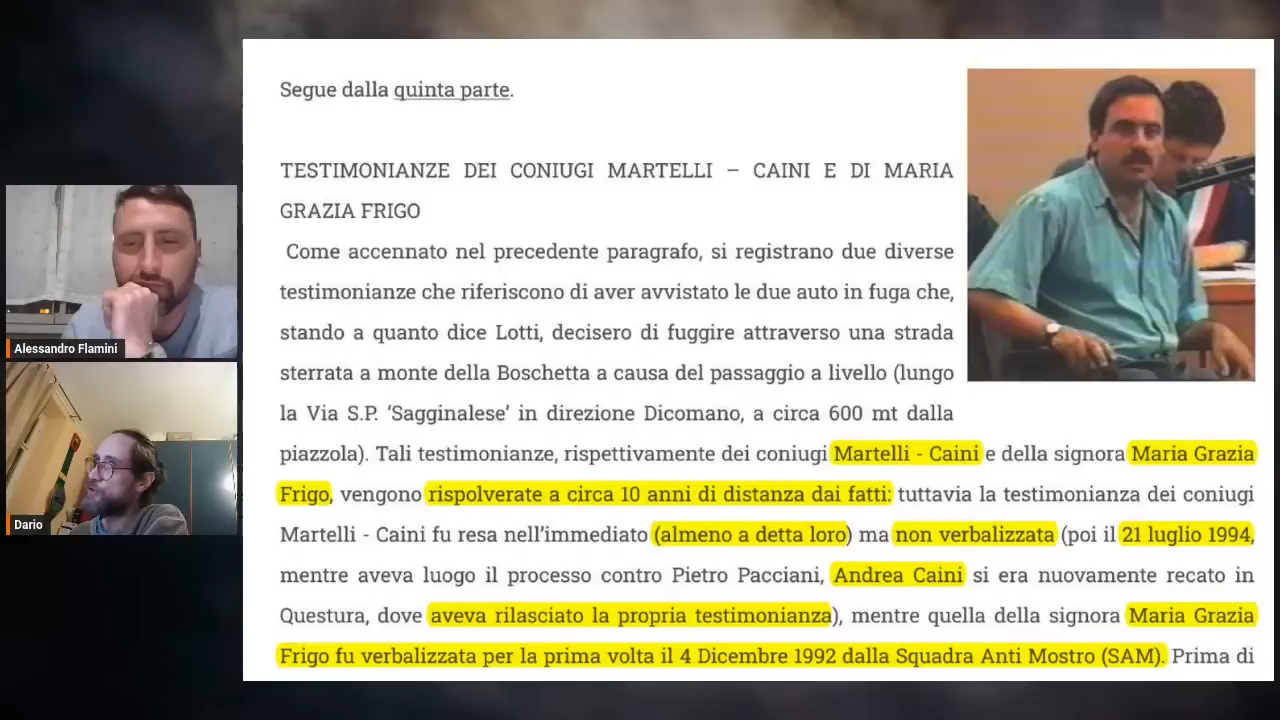 Segue dalla quinta parte.
TESTIMONIANZE DEI CONIUGI MARTELLI – CAINI E DI MARIA
GRAZIA FRIGO
Come accennato nel precedente paragrafo, si registrano due diverse
testimonianze che riferiscono di aver avvistato le due auto in fuga che,
stando a quanto dice Lotti, decisero di fuggire attraverso una strada
sterrata a monte della Boschetta a causa del passaggio a livello (lungo
la Via S.P. ‘Sagginalese’ in direzione Dicomano, a circa 600 mt dalla
piazzola). Tali testimonianze, rispettivamente dei coniugi Martelli - Caini e della signora Maria Grazia
Frigo, vengono rispolverate a circa 10 anni di distanza dai fatti: tuttavia la testimonianza dei coniugi
Martelli - Caini fu resa nell’immediato (almeno a detta loro) ma non verbalizzata (poi il 21 luglio 1994,
mentre aveva luogo il processo contro Pietro Pacciani, Andrea Caini si era nuovamente recato in
Questura, dove aveva rilasciato la propria testimonianza), mentre quella della signora Maria Grazia
Frigo fu verbalizzata per la prima volta il 4 Dicembre 1992 dalla Squadra Anti Mostro (SAM). Prima di
Alessandro Flamini
Dario